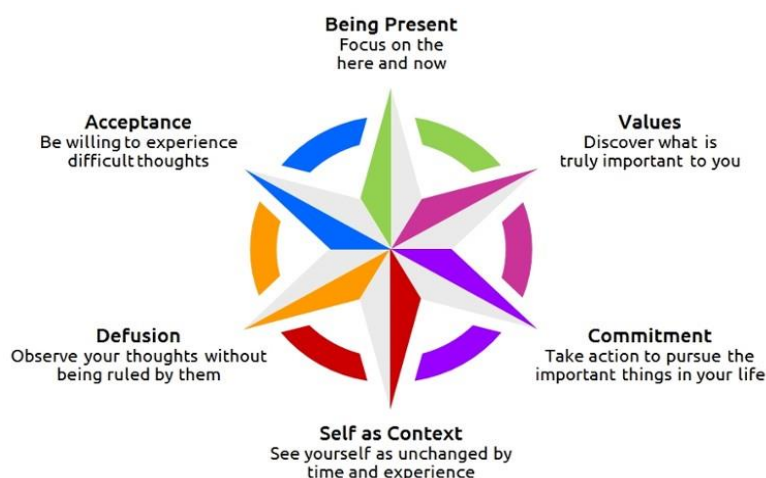 Being Present
Focus on the
here and now
Acceptance
Be willing to experience
difficult thoughts
Values
Discover what is
truly important to you
Defusion
Observe your thoughts without
being ruled by them
Commitment
Take action to pursue the
important things in your life
Self as Context
See yourself as unchanged by
time and experience